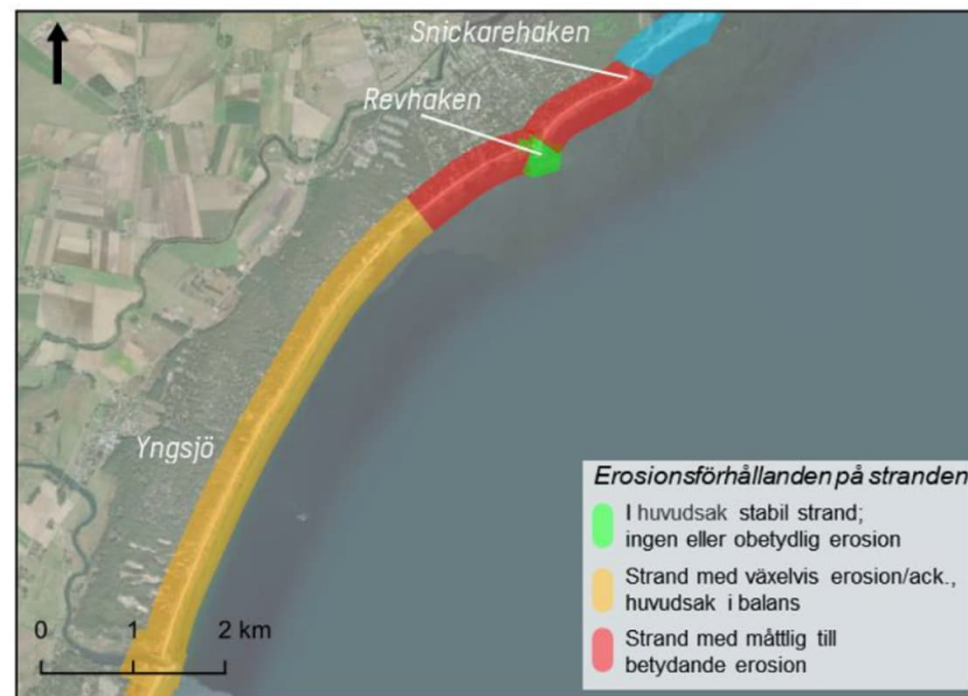 Snickarehaken
Revhaken
Yngsjö
0 1 2 km
Erosionsförhållanden på stranden
I huvudsak stabil strand;
ingen eller obetydlig erosion
Strand med växelvis erosion/ack.,
huvudsak i balans
Strand med måttlig till
betydande erosion